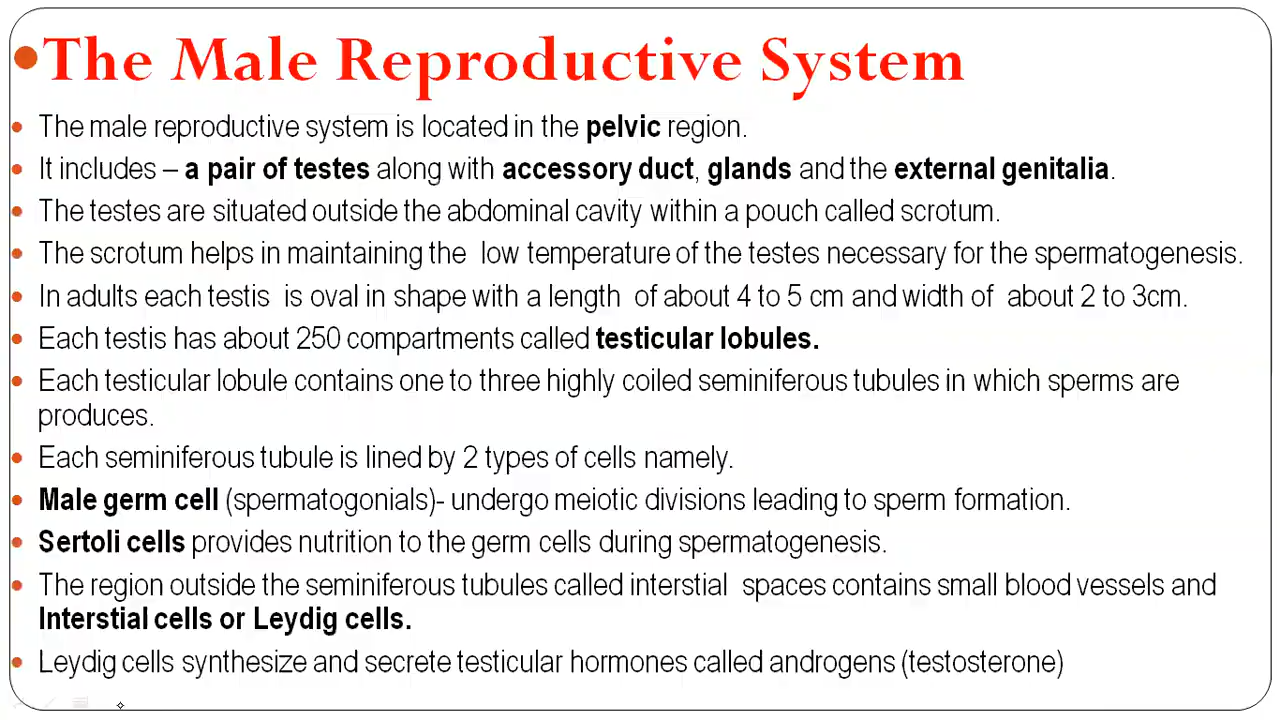 •The Male Reproductive System
• The male reproductive system is located in the pelvic region.
• It includes – a pair of testes along with accessory duct, glands and the external genitalia.
• The testes are situated outside the abdominal cavity within a pouch called scrotum.
• The scrotum helps in maintaining the low temperature of the testes necessary for the spermatogenesis.
• In adults each testis is oval in shape with a length of about 4 to 5 cm and width of about 2 to 3cm.
• Each testis has about 250 compartments called testicular lobules.
• Each testicular lobule contains one to three highly coiled seminiferous tubules in which sperms are
produces.
• Each seminiferous tubule is lined by 2 types of cells namely.
• Male germ cell (spermatogonials)- undergo meiotic divisions leading to sperm formation.
• Sertoli cells provides nutrition to the germ cells during spermatogenesis.
• The region outside the seminiferous tubules called interstial spaces contains small blood vessels and
Interstial cells or Leydig cells.
• Leydig cells synthesize and secrete testicular hormones called androgens (testosterone)